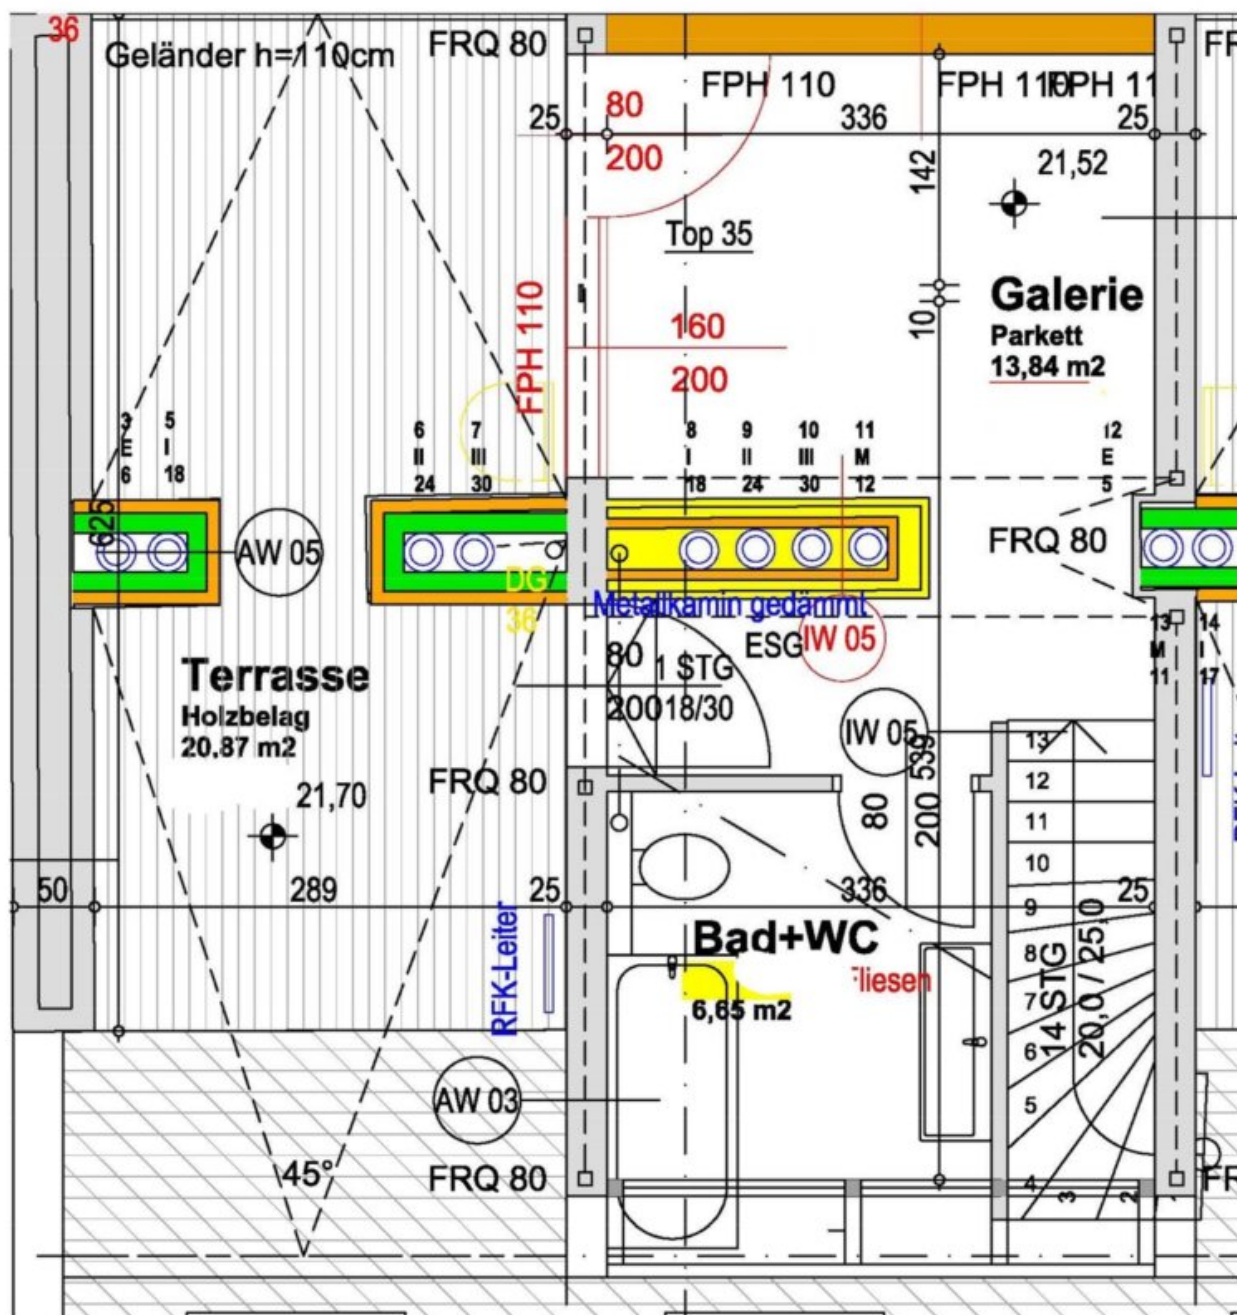 36
Geländer h=110cm
FRQ 80
FPH 110
FPH 110
FPH 11
25
80
200
336
25
142
21,52
Top 35
FPH 110
160
200
10
Galerie
Parkett
13,84 m2
3
E
6
5
I
18
6
II
24
7
III
30
8
I
18
9
II
24
10
III
30
11
M
12
12
E
5
625
AW 05
DG
36
FRQ 80
Metallkamin gedämmt
ESG
IW 05
13
M
11
14
I
17
Terrasse
Holzbelag
20,87 m2
80
200
1 STG
18/30
IW 05
539
FRQ 80
21,70
80
200
13
12
11
10
9
8
7
6
5
4
3
2
50
289
25
336
25
RFK-Leiter
Bad+WC
Fliesen
6,65 m2
14 STG
20,0 / 25,0
AW 03
45°
FRQ 80